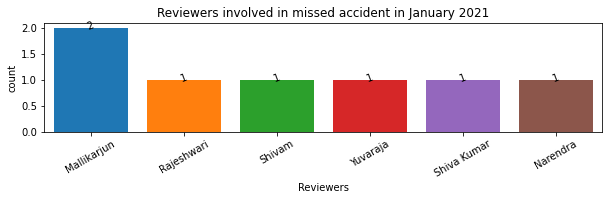 Reviewers involved in missed accident in January 2021
2.0
1.5
1.0
0.5
0.0
count
2
1
1
1
1
1
Mallikarjun
Rajeshwari
Shivam
Yuvaraja
Shiva Kumar
Narendra
Reviewers